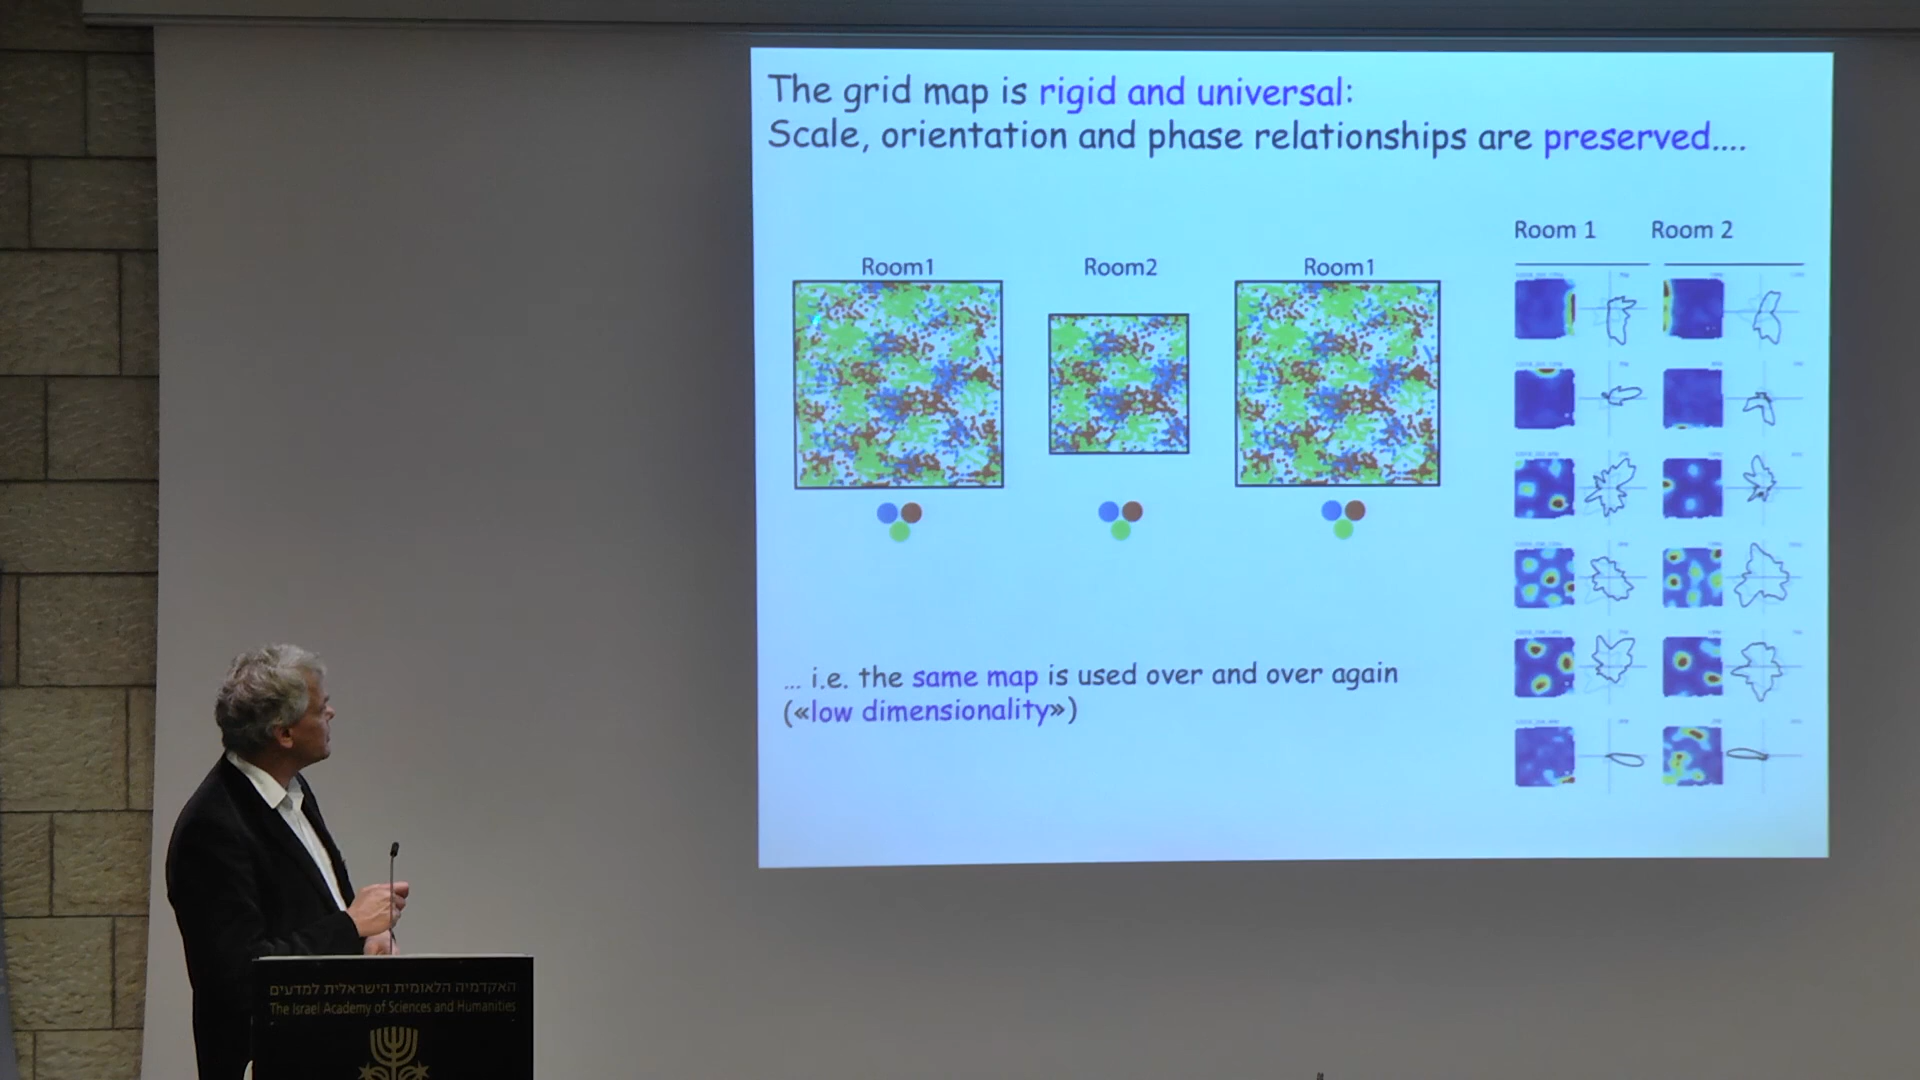 The grid map is rigid and universal:
Scale, orientation and phase relationships are preserved....
Room 1 Room 2
Room1 Room2 Room1
... i.e. the same map is used over and over again
(«low dimensionality»)
האקדמיה הלאומית הישראלית למדעים
The Israel Academy of Sciences and Humanities